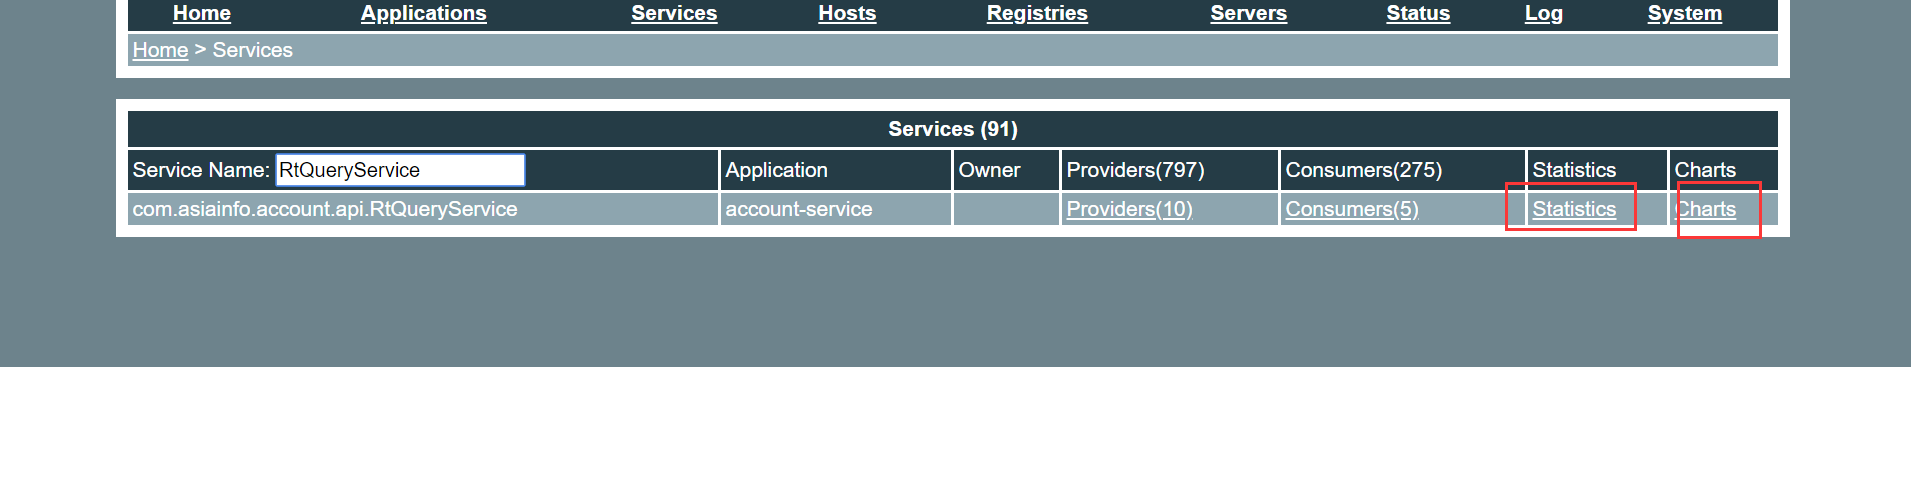 Home Applications Services Hosts Registries Servers Status Log System
Home > Services
Services (91)
Service Name: RtQueryService Application Owner Providers(797) Consumers(275) Statistics Charts
com.asiainfo.account.api.RtQueryService account-service Providers(10) Consumers(5) Statistics Charts